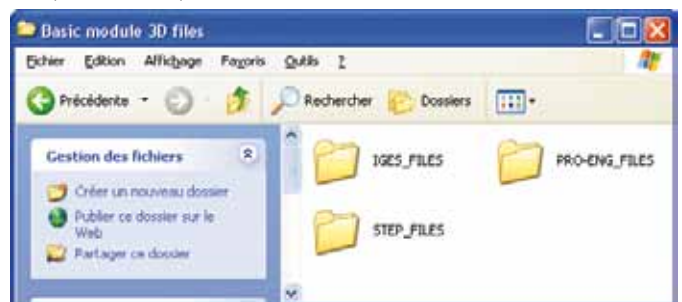 Basic module 3D files
Fichier Edition Affichage Favoris Outils ?
Précédente Rechercher Dossiers
Gestion des fichiers
Créer un nouveau dossier
Publier ce dossier sur le
Web
Partager ce dossier
IGES_FILES PRO-ENG_FILES
STEP_FILES